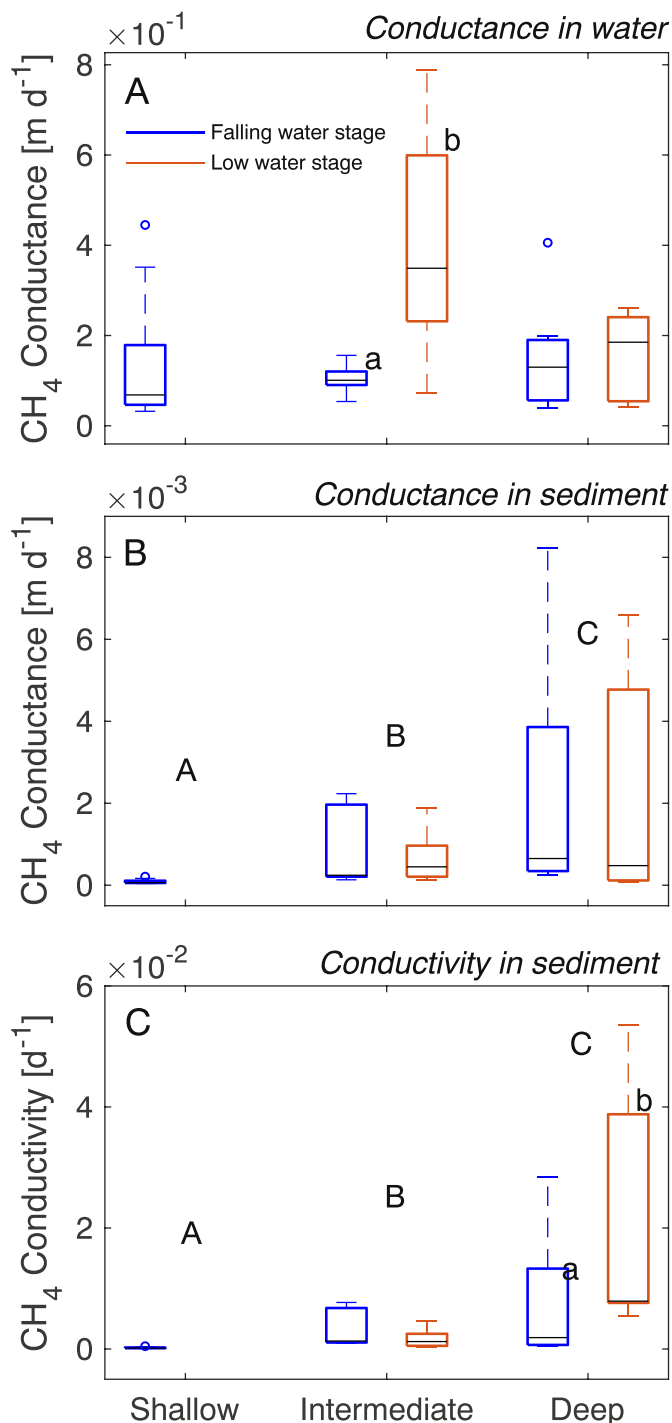 ×10⁻¹ Conductance in water
CH₄ Conductance [m d⁻¹]
8
6
4
2
0
A
Falling water stage
Low water stage
a
b
×10⁻³ Conductance in sediment
CH₄ Conductance [m d⁻¹]
8
6
4
2
0
B
A
B
C
×10⁻² Conductivity in sediment
CH₄ Conductivity [d⁻¹]
6
4
2
0
C
A
B
C
a
b
Shallow Intermediate Deep